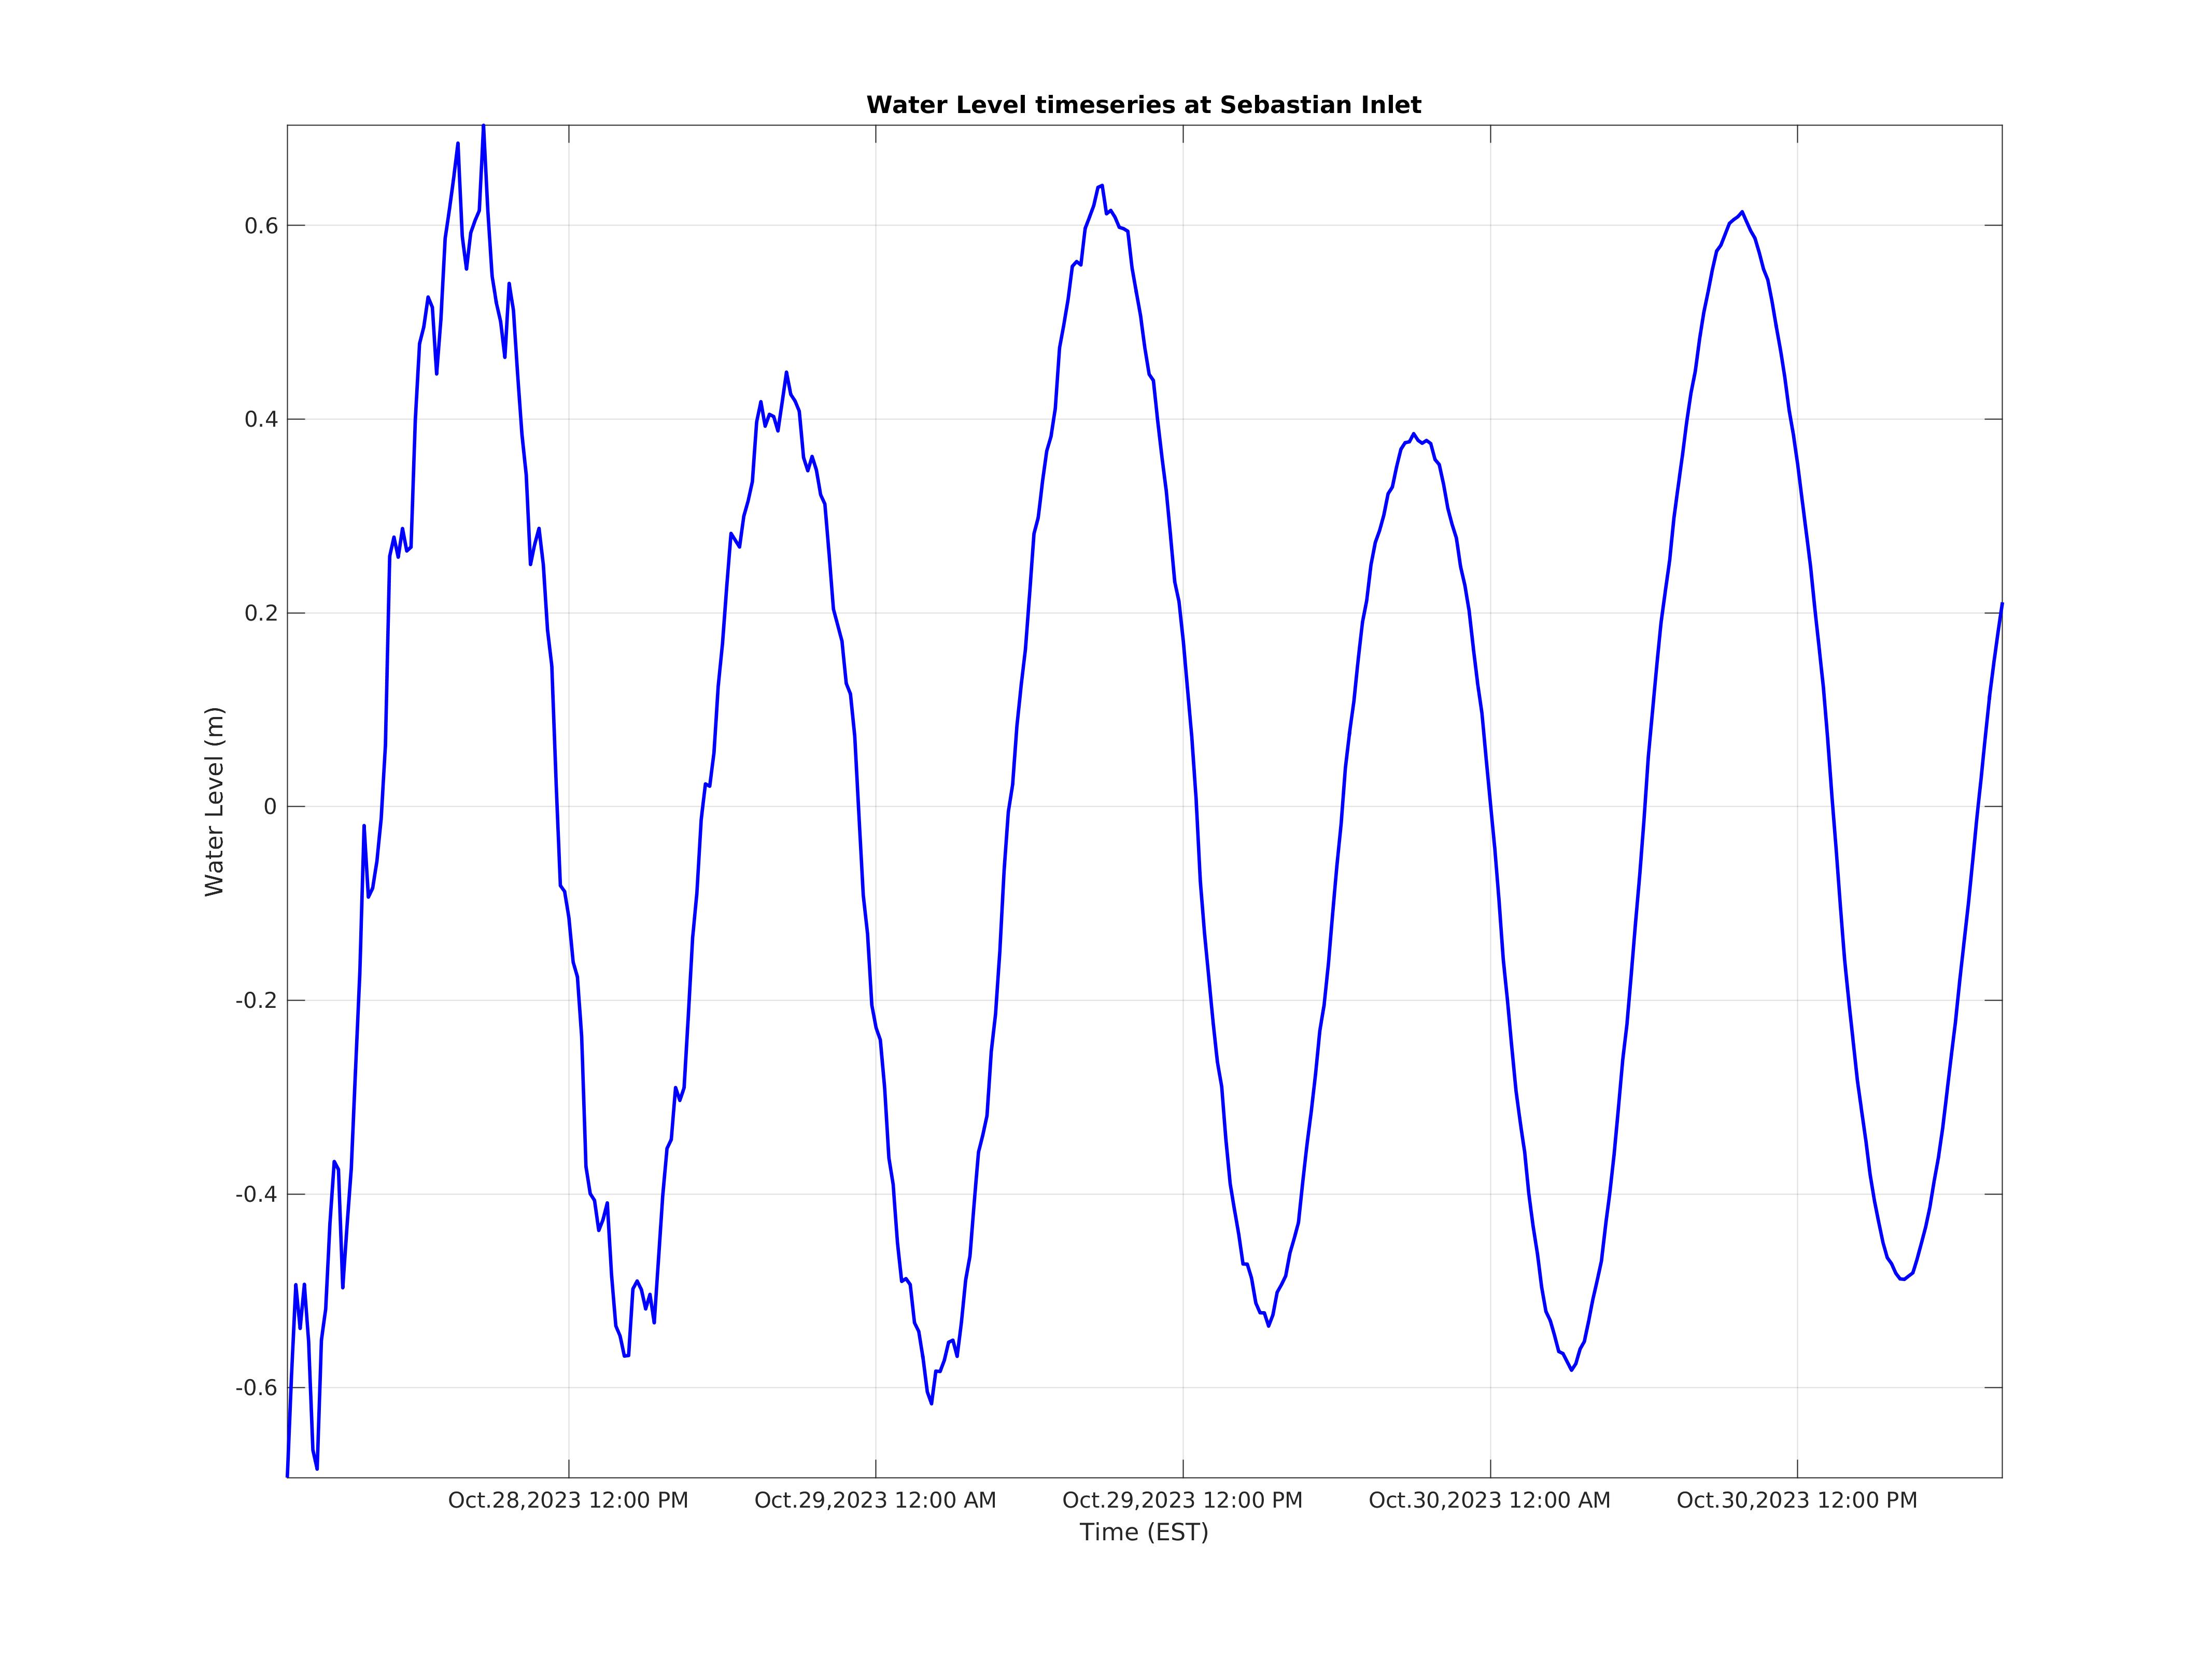 Water Level timeseries at Sebastian Inlet
0.6
0.4
0.2
0
-0.2
-0.4
-0.6
Water Level (m)
Oct.28,2023 12:00 PM
Oct.29,2023 12:00 AM
Oct.29,2023 12:00 PM
Oct.30,2023 12:00 AM
Oct.30,2023 12:00 PM
Time (EST)